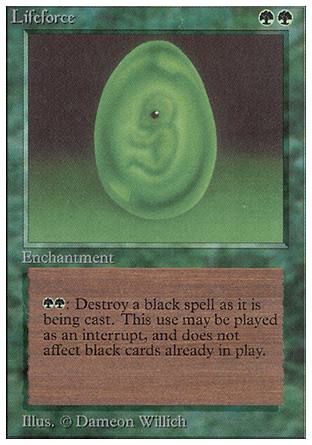 Lifeforce
Enchantment
: Destroy a black spell as it is
being cast. This use may be played
as an interrupt, and does not
affect black cards already in play.
Illus. © Dameon Willich